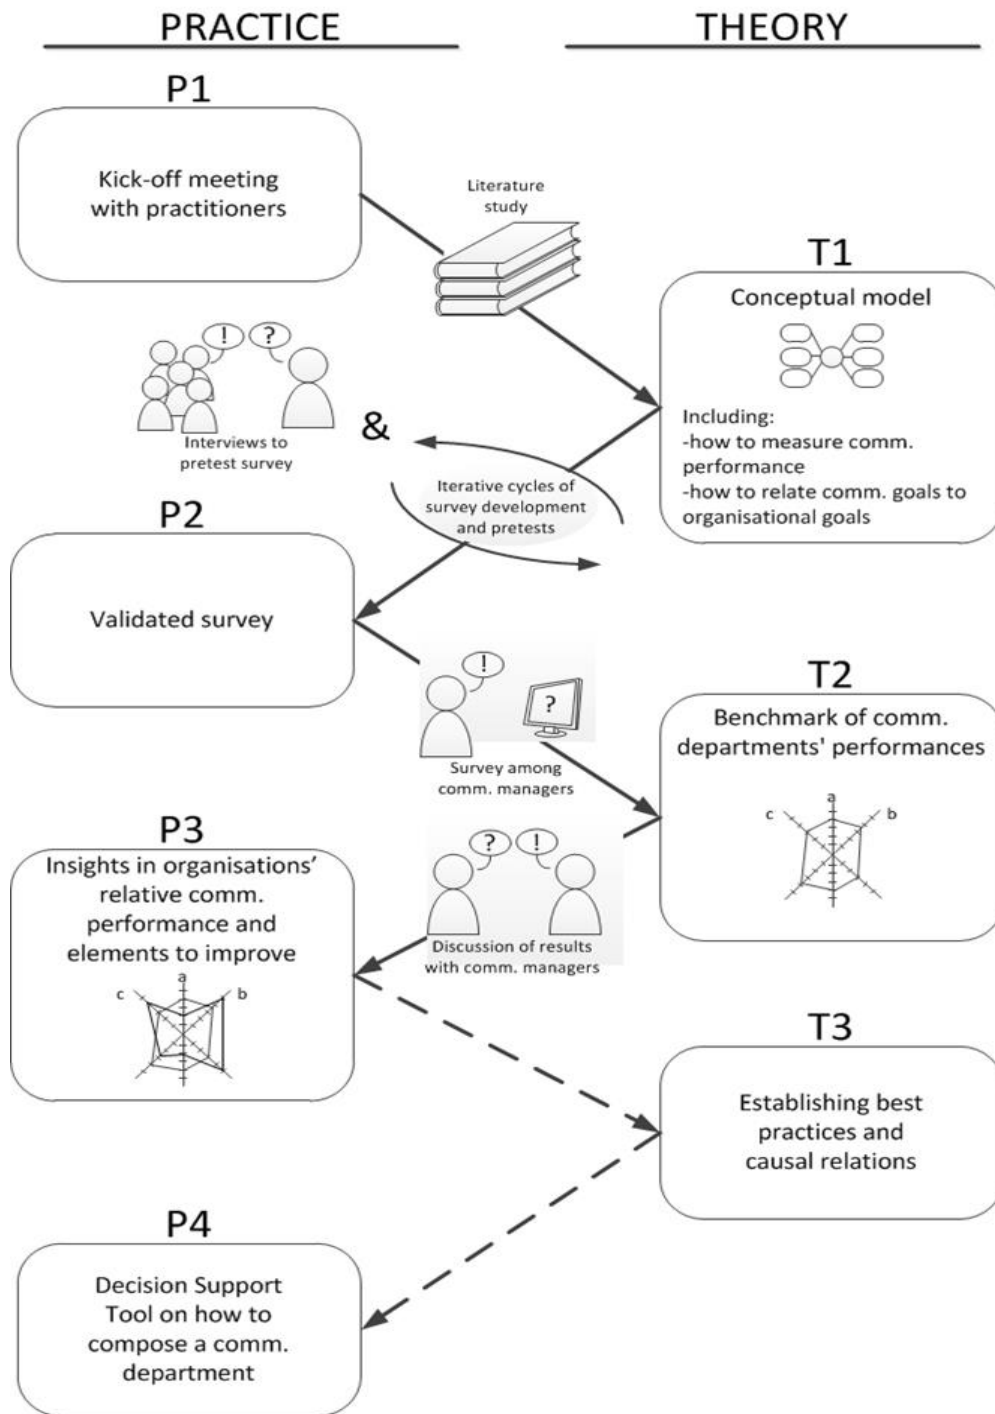 PRACTICE
THEORY
P1
Kick-off meeting
with practitioners
Literature
study
T1
Conceptual model
Including:
-how to measure comm.
performance
-how to relate comm. goals to
organisational goals
!
?
Interviews to
pretest survey
&
Iterative cycles of
survey development
and pretests
P2
Validated survey
!
?
Survey among
comm. managers
T2
Benchmark of comm.
departments' performances
a
c
b
P3
Insights in organisations’
relative comm.
performance and
elements to improve
a
c
b
?
!
Discussion of results
with comm. managers
T3
Establishing best
practices and
causal relations
P4
Decision Support
Tool on how to
compose a comm.
department